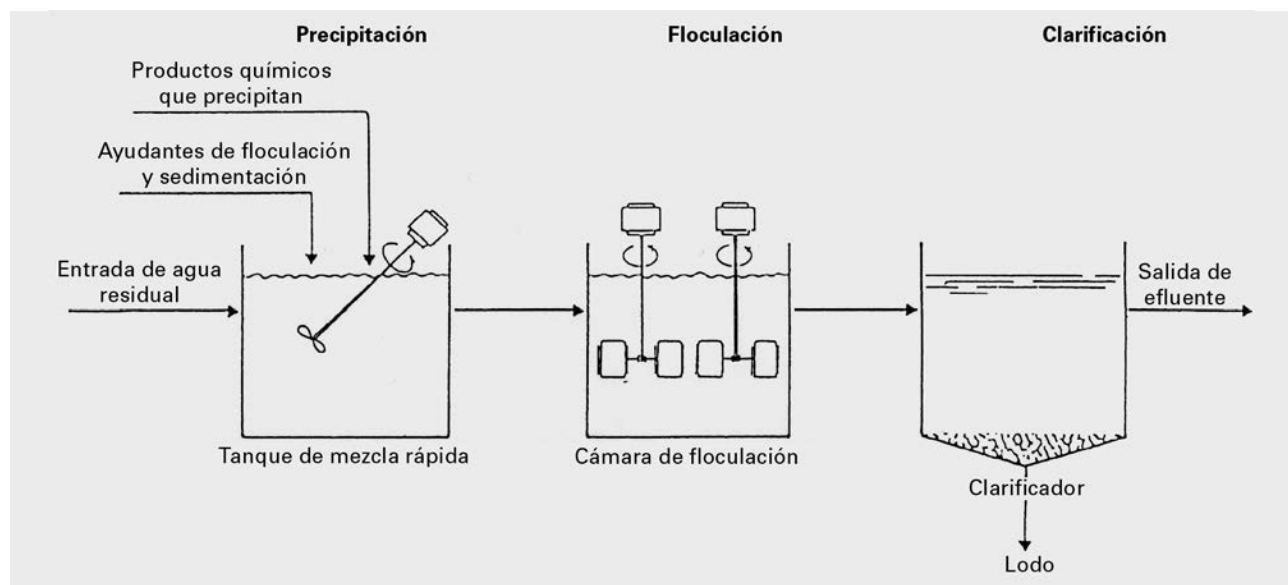 Precipitación
Floculación
Clarificación
Productos químicos
que precipitan
Ayudantes de floculación
y sedimentación
Entrada de agua
residual
Salida de
efluente
Tanque de mezcla rápida
Cámara de floculación
Clarificador
Lodo